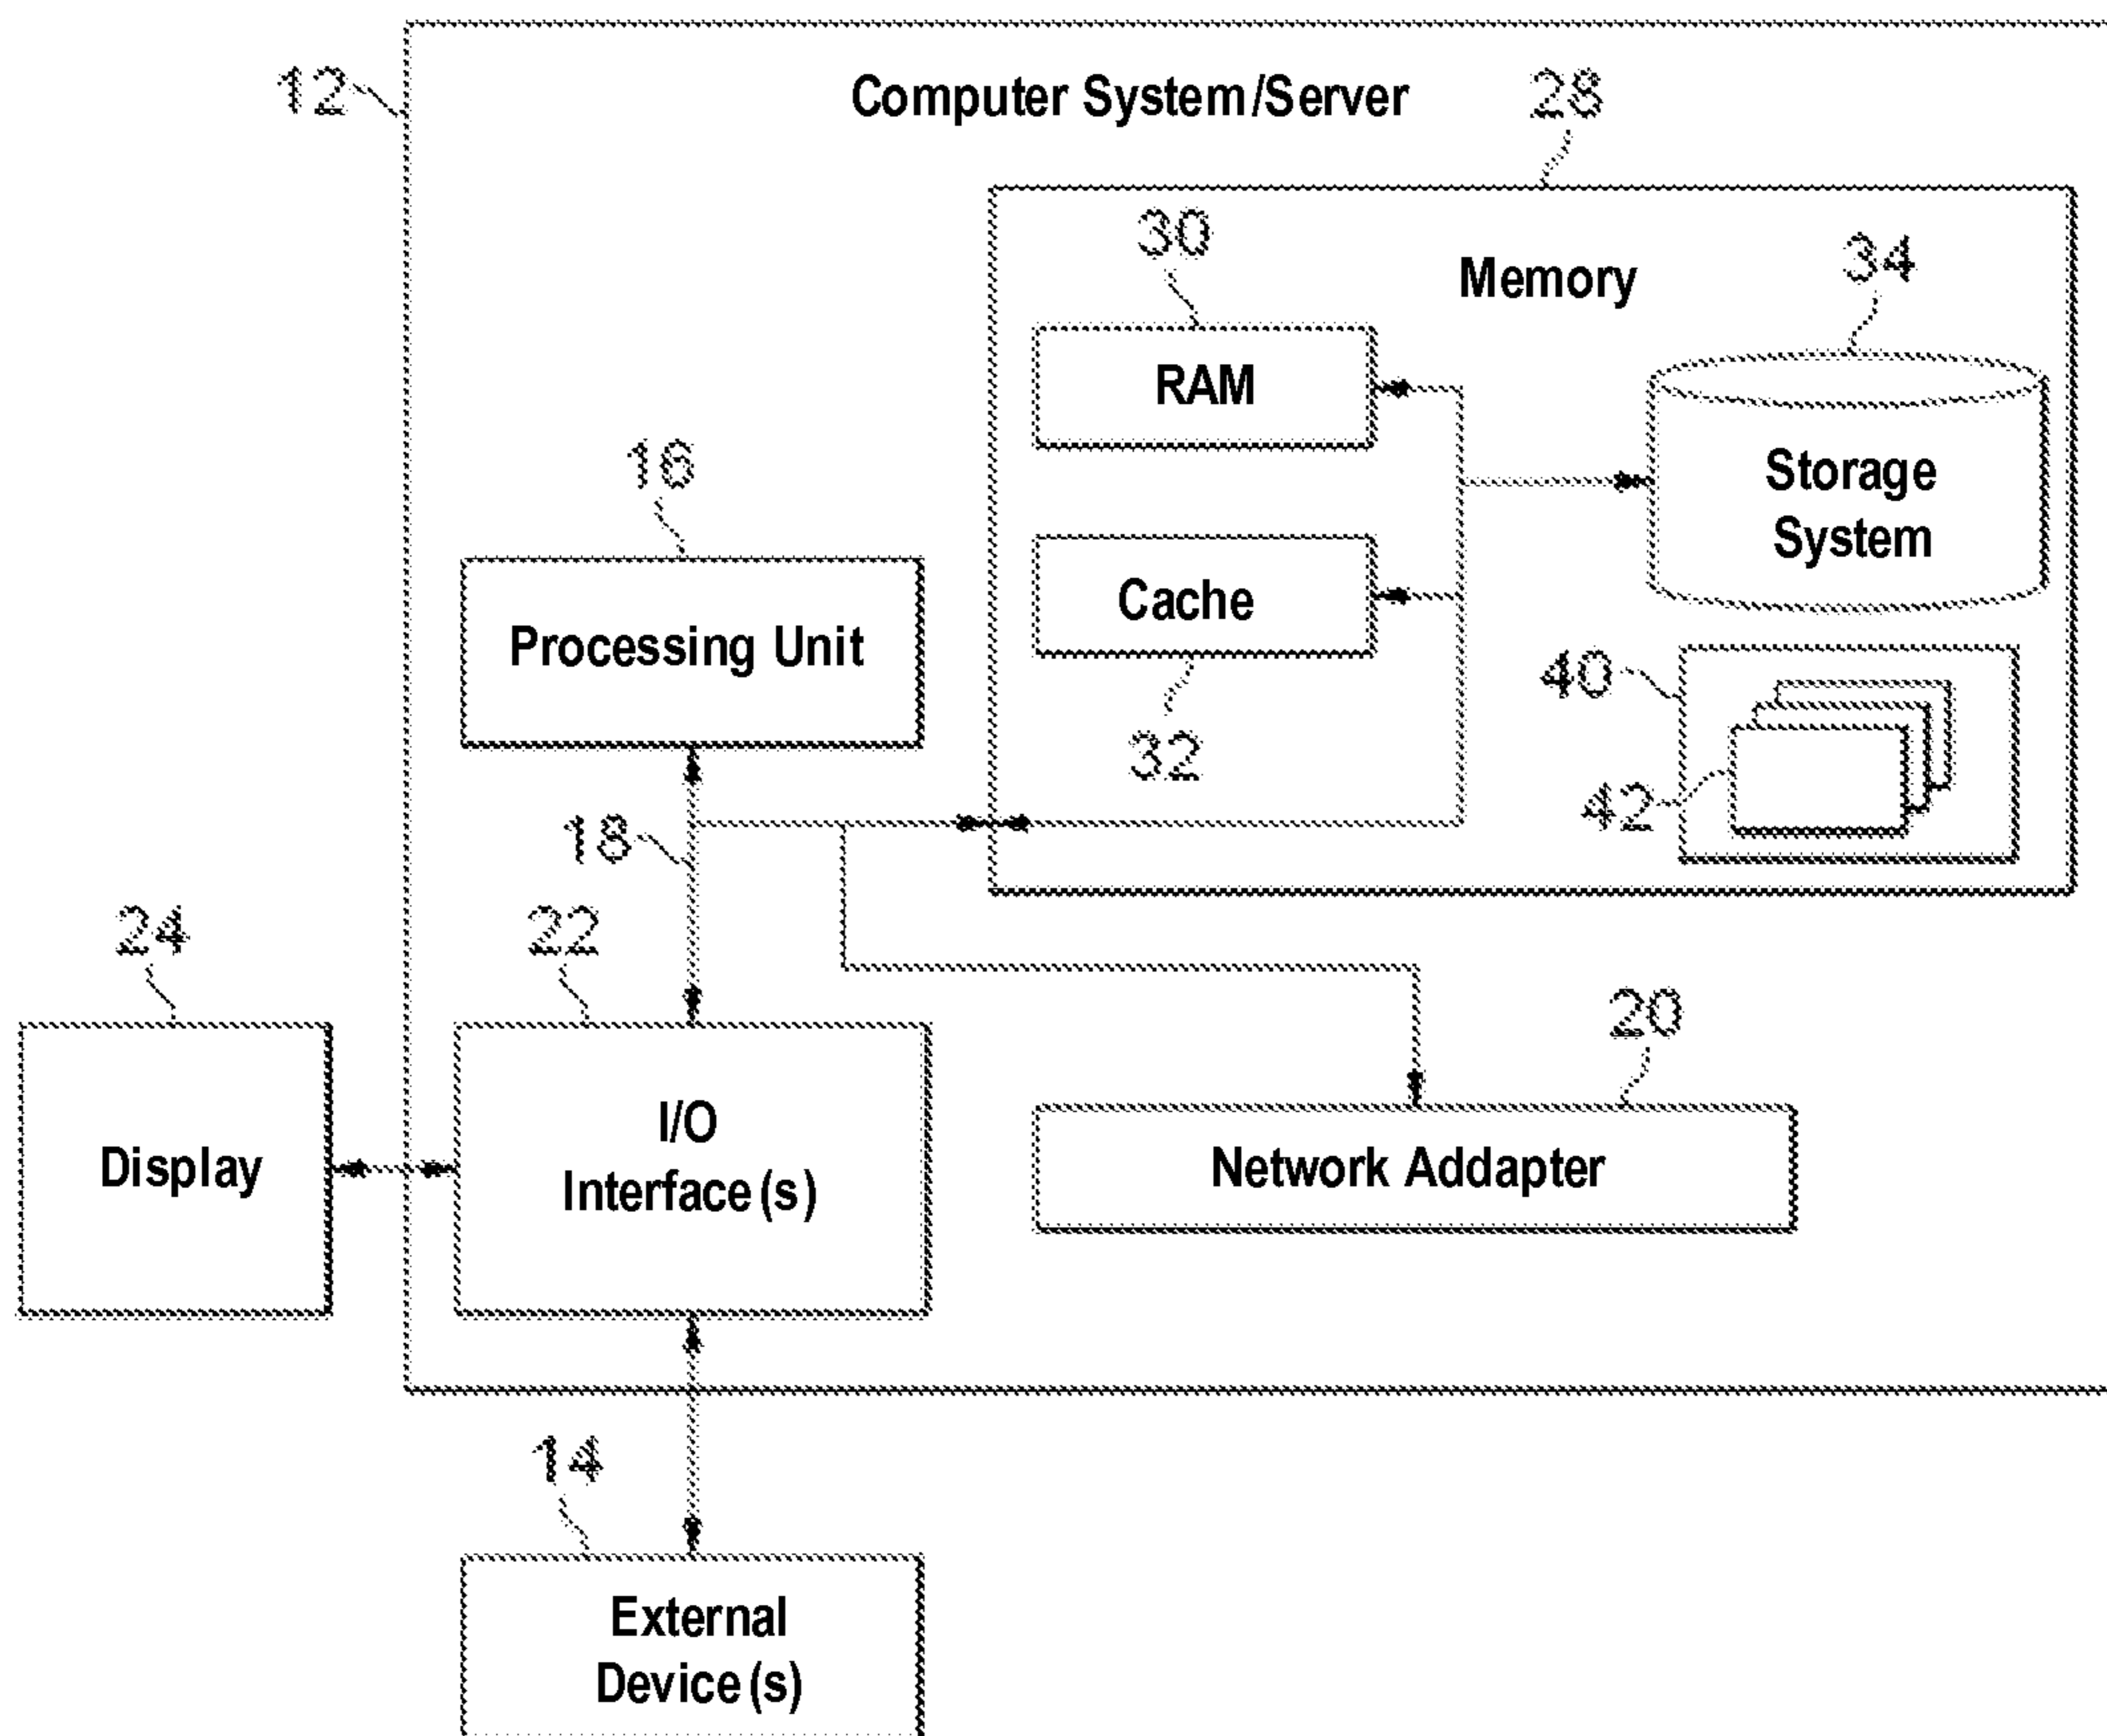 12
Computer System/Server
28
30
Memory
34
RAM
16
Storage
System
Cache
Processing Unit
40
32
42
18
24
22
20
I/O
Interface(s)
Display
Network Addapter
14
External
Device(s)